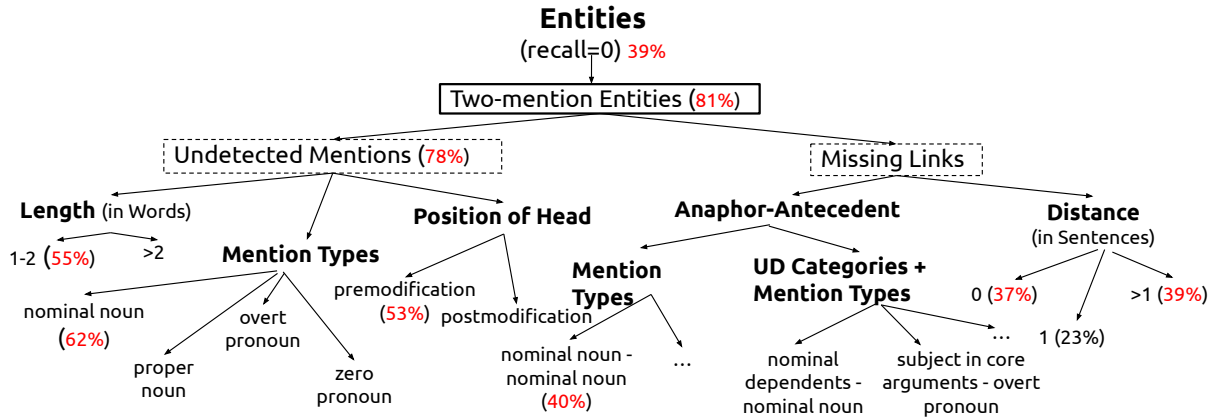 Entities
(recall=0) 39%
Two-mention Entities (81%)
Undetected Mentions (78%)
Missing Links
Length (in Words)
1-2 (55%)
>2
Mention Types
nominal noun
(62%)
proper
noun
overt
pronoun
zero
pronoun
Position of Head
premodification
(53%)
postmodification
Anaphor-Antecedent
Mention
Types
nominal noun -
nominal noun
(40%)
...
UD Categories +
Mention Types
nominal
dependents -
nominal noun
subject in core
arguments - overt
pronoun
...
Distance
(in Sentences)
0 (37%)
1 (23%)
>1 (39%)